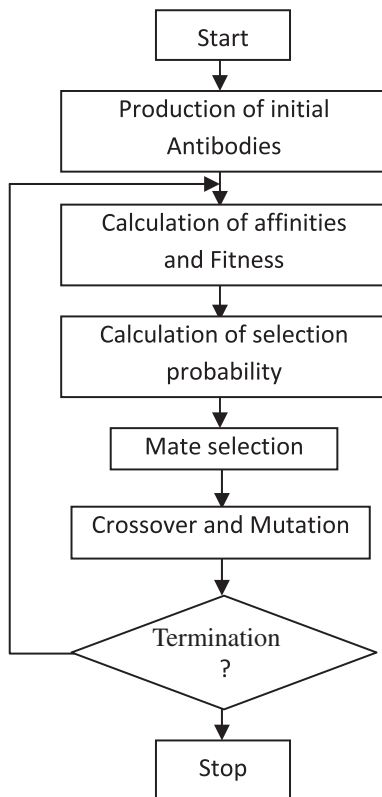 Start
Production of initial
Antibodies
Calculation of affinities
and Fitness
Calculation of selection
probability
Mate selection
Crossover and Mutation
Termination
?
Stop